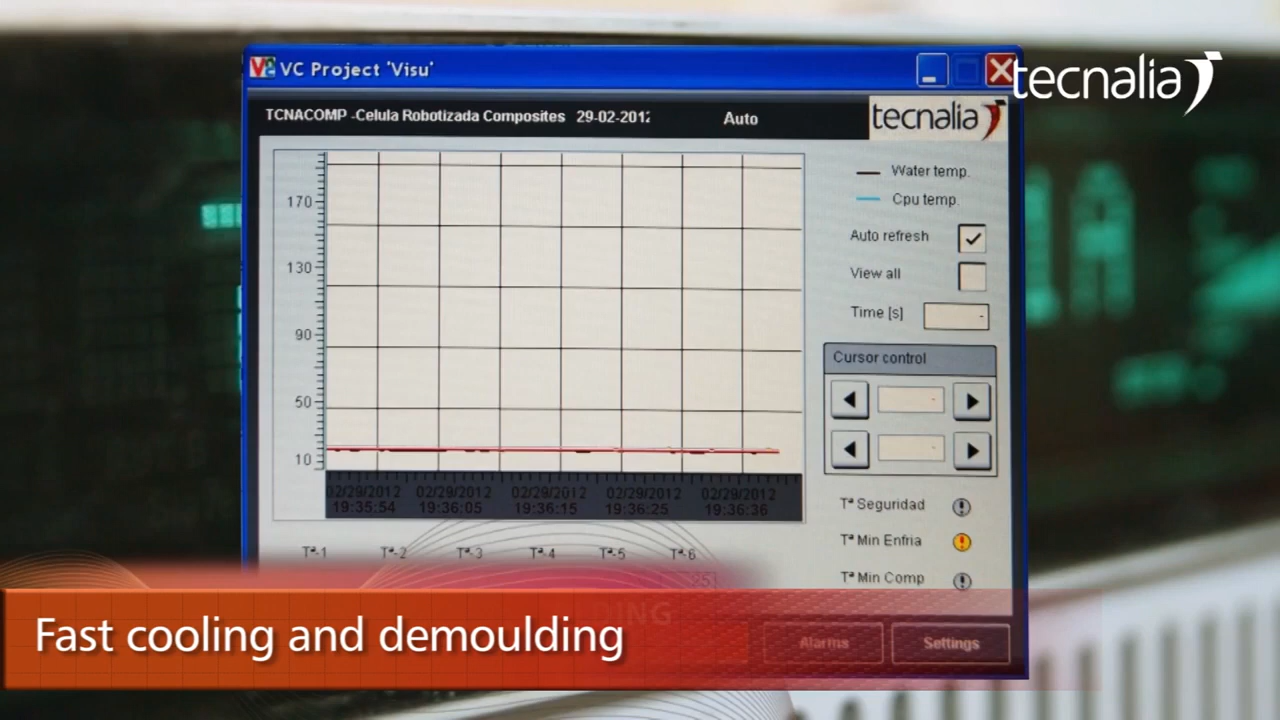 VC Project 'Visu'
tecnalia
TCNACOMP -Celula Robotizada Composites 29-02-2012 Auto
tecnalia
170
130
90
50
10
Water temp.
Cpu temp.
Auto refresh
View all
Time [s]
Cursor control
02/29/2012 02/29/2012 02/29/2012 02/29/2012 02/29/2012
19:35:54 19:36:05 19:36:15 19:36:25 19:36:36
Tª Seguridad
Tª Min Enfria
Tª Min Comp
Tª-1 Tª-2 Tª-3 Tª-4 Tª-5 Tª-6
Fast cooling and demoulding
Alarms Settings